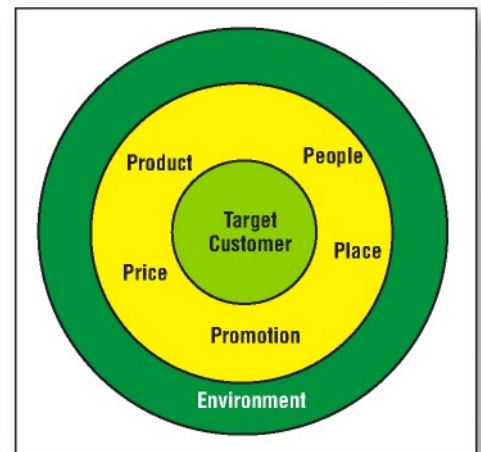 Product
People
Target
Customer
Price
Place
Promotion
Environment